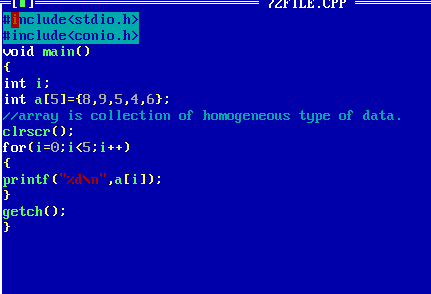 [■] 72FILE.CPP
#include<stdio.h>
#include<conio.h>
void main()
{
int i;
int a[5]={8,9,5,4,6};
//array is collection of homogeneous type of data.
clrscr();
for(i=0;i<5;i++)
{
printf("%d\n",a[i]);
}
getch();
}